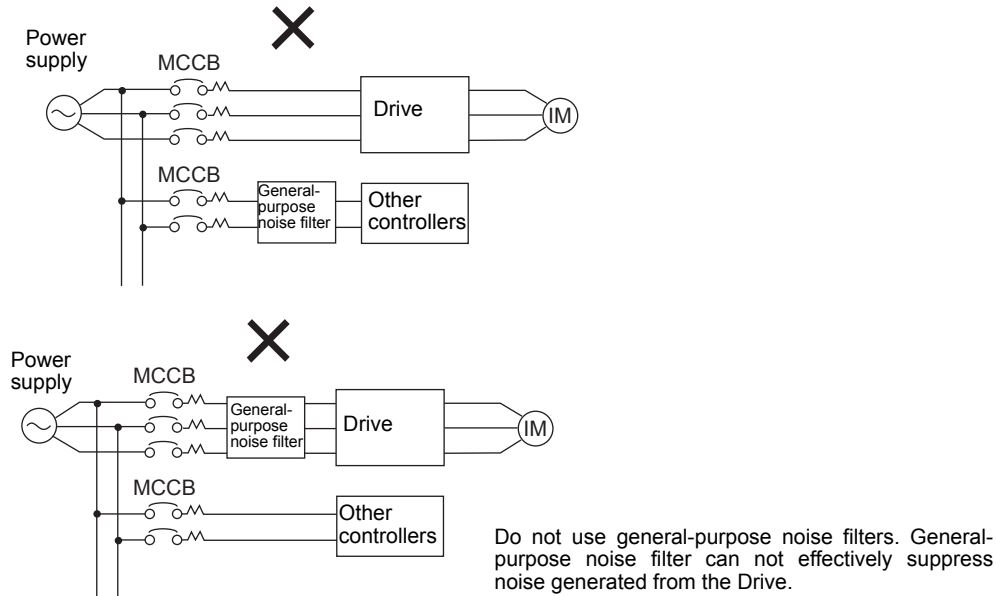 Power
supply
MCCB
Drive
IM
MCCB
General-
purpose
noise filter
Other
controllers
Power
supply
MCCB
General-
purpose
noise filter
Drive
IM
MCCB
Other
controllers
Do not use general-purpose noise filters. General-
purpose noise filter can not effectively suppress
noise generated from the Drive.